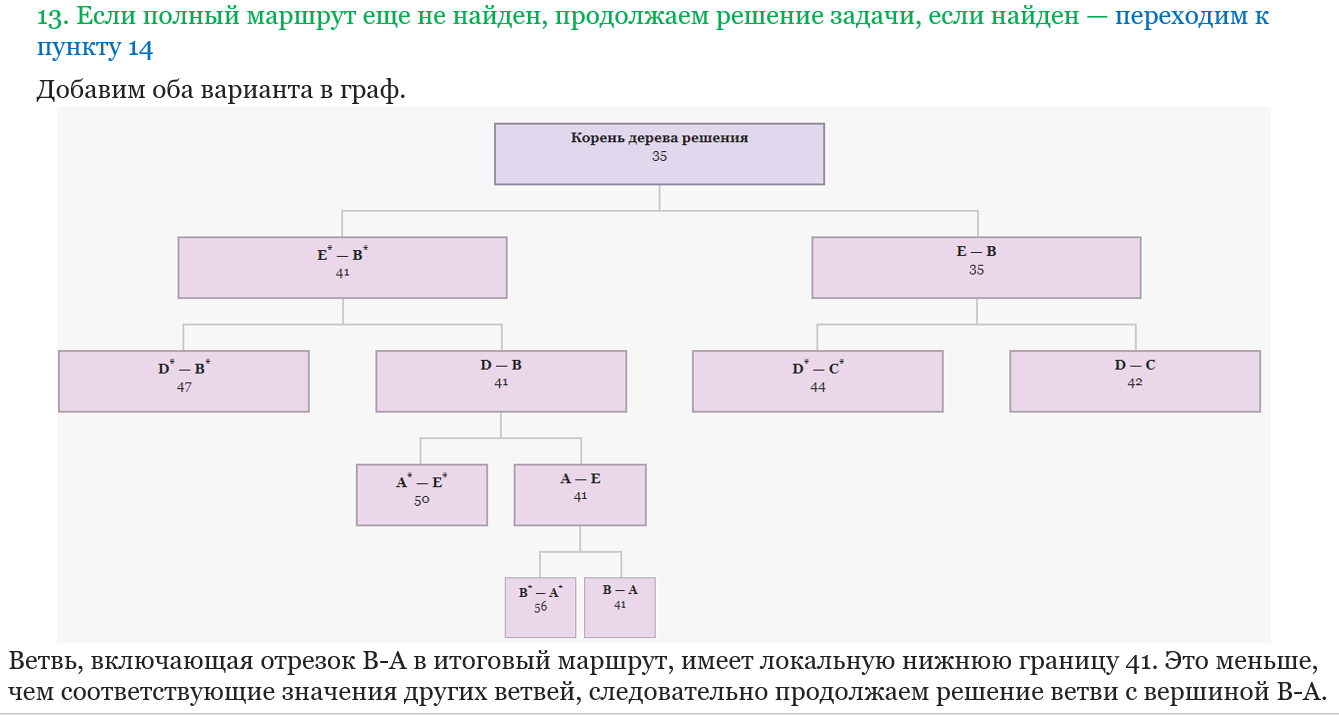 13. Если полный маршрут еще не найден, продолжаем решение задачи, если найден — переходим к
пункту 14
Добавим оба варианта в граф.
Корень дерева решения
35
E* — B*
41
E — B
35
D* — B*
47
D — B
41
D* — C*
44
D — C
42
A* — E*
50
A — E
41
B* — A*
56
B — A
41
Ветвь, включающая отрезок B-A в итоговый маршрут, имеет локальную нижнюю границу 41. Это меньше,
чем соответствующие значения других ветвей, следовательно продолжаем решение ветви с вершиной B-A.